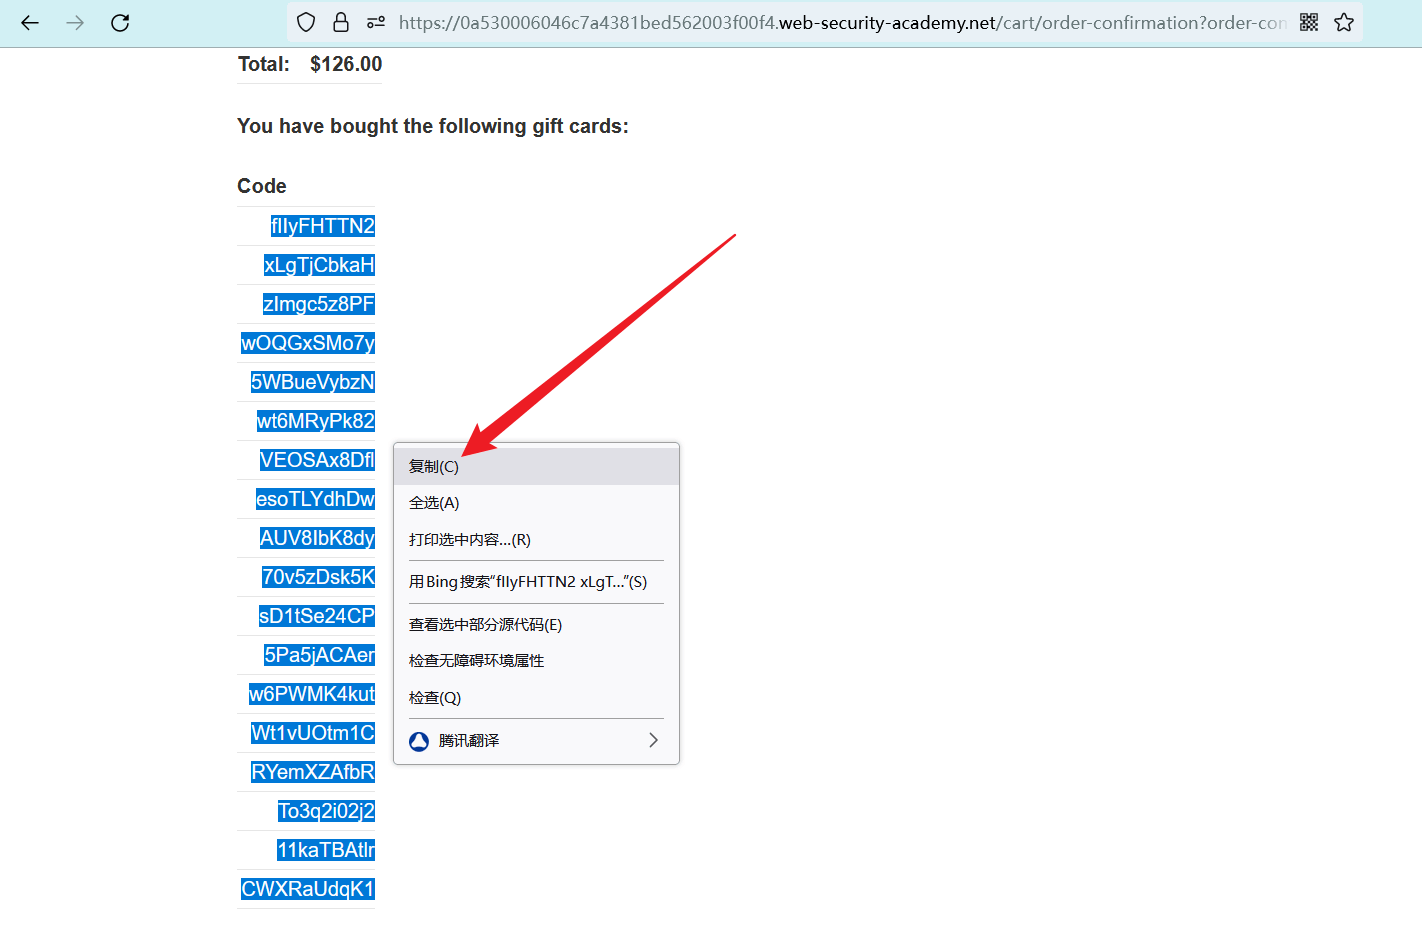 https://0a530006046c7a4381bed562003f00f4.web-security-academy.net/cart/order-confirmation?order-con
Total: $126.00
You have bought the following gift cards:
Code
fIIyFHTTN2
xLgTjCbkaH
zImgc5z8PF
wOQGxSMo7y
5WBueVybzN
wt6MRyPk82
VEOSAx8DfI
esoTLYdhDw
AUV8IbK8dy
70v5zDsk5K
sD1tSe24CP
5Pa5jACAer
w6PWMK4kut
Wt1vUOtm1C
RYemXZAfbR
To3q2i02j2
11kaTBAtIr
CWXRaUdqK1
复制(C)
全选(A)
打印选中内容...(R)
用Bing搜索“fIIyFHTTN2 xLgT...”(S)
查看选中部分源代码(E)
检查无障碍环境属性
检查(Q)
腾讯翻译